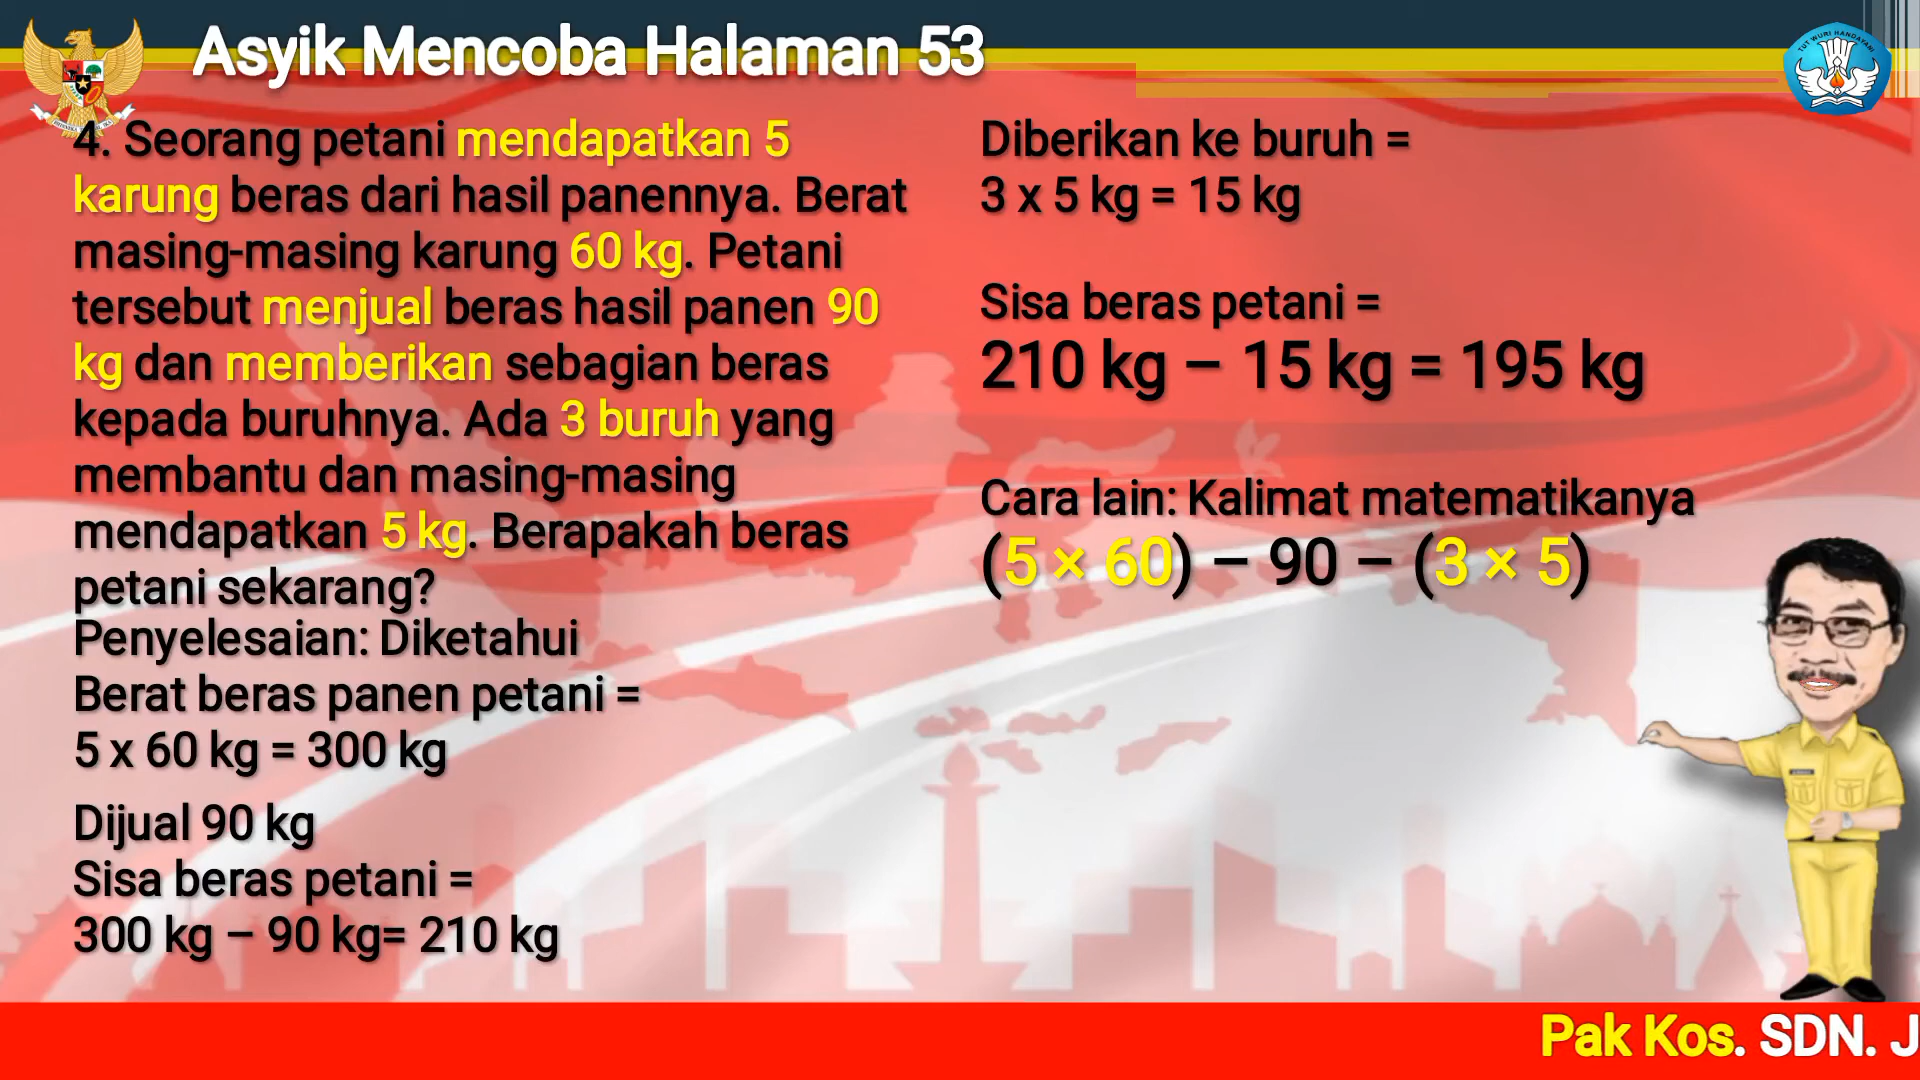 Asyik Mencoba Halaman 53
TUT WURI HANDAYANI
4. Seorang petani mendapatkan 5
karung beras dari hasil panennya. Berat
masing-masing karung 60 kg. Petani
tersebut menjual beras hasil panen 90
kg dan memberikan sebagian beras
kepada buruhnya. Ada 3 buruh yang
membantu dan masing-masing
mendapatkan 5 kg. Berapakah beras
petani sekarang?
Penyelesaian: Diketahui
Berat beras panen petani =
5 x 60 kg = 300 kg
Dijual 90 kg
Sisa beras petani =
300 kg – 90 kg= 210 kg
Diberikan ke buruh =
3 x 5 kg = 15 kg
Sisa beras petani =
210 kg – 15 kg = 195 kg
Cara lain: Kalimat matematikanya
(5 × 60) – 90 – (3 × 5)
Pak Kos. SDN. J